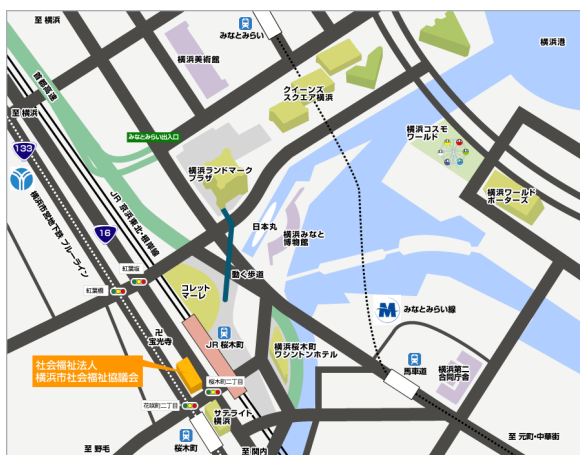 至 横浜
みなとみらい
横浜港
横浜美術館
首都高速
クイーンズ
スクエア横浜
至 横浜
みなとみらい出入口
横浜コスモ
ワールド
133
横浜ランドマーク
プラザ
横浜ワールド
ポーターズ
横浜市営地下鉄 ブルーライン
JR 京浜東北・根岸線
16
日本丸
横浜みなと
博物館
紅葉坂
動く歩道
紅葉橋
コレット
マーレ
みなとみらい線
卍
宝光寺
JR 桜木町
横浜桜木町
ワシントンホテル
馬車道
横浜第二
合同庁舎
社会福祉法人
横浜市社会福祉協議会
桜木町二丁目
花咲町二丁目
サテライト
横浜
至 元町・中華街
至 野毛
桜木町
至 関内